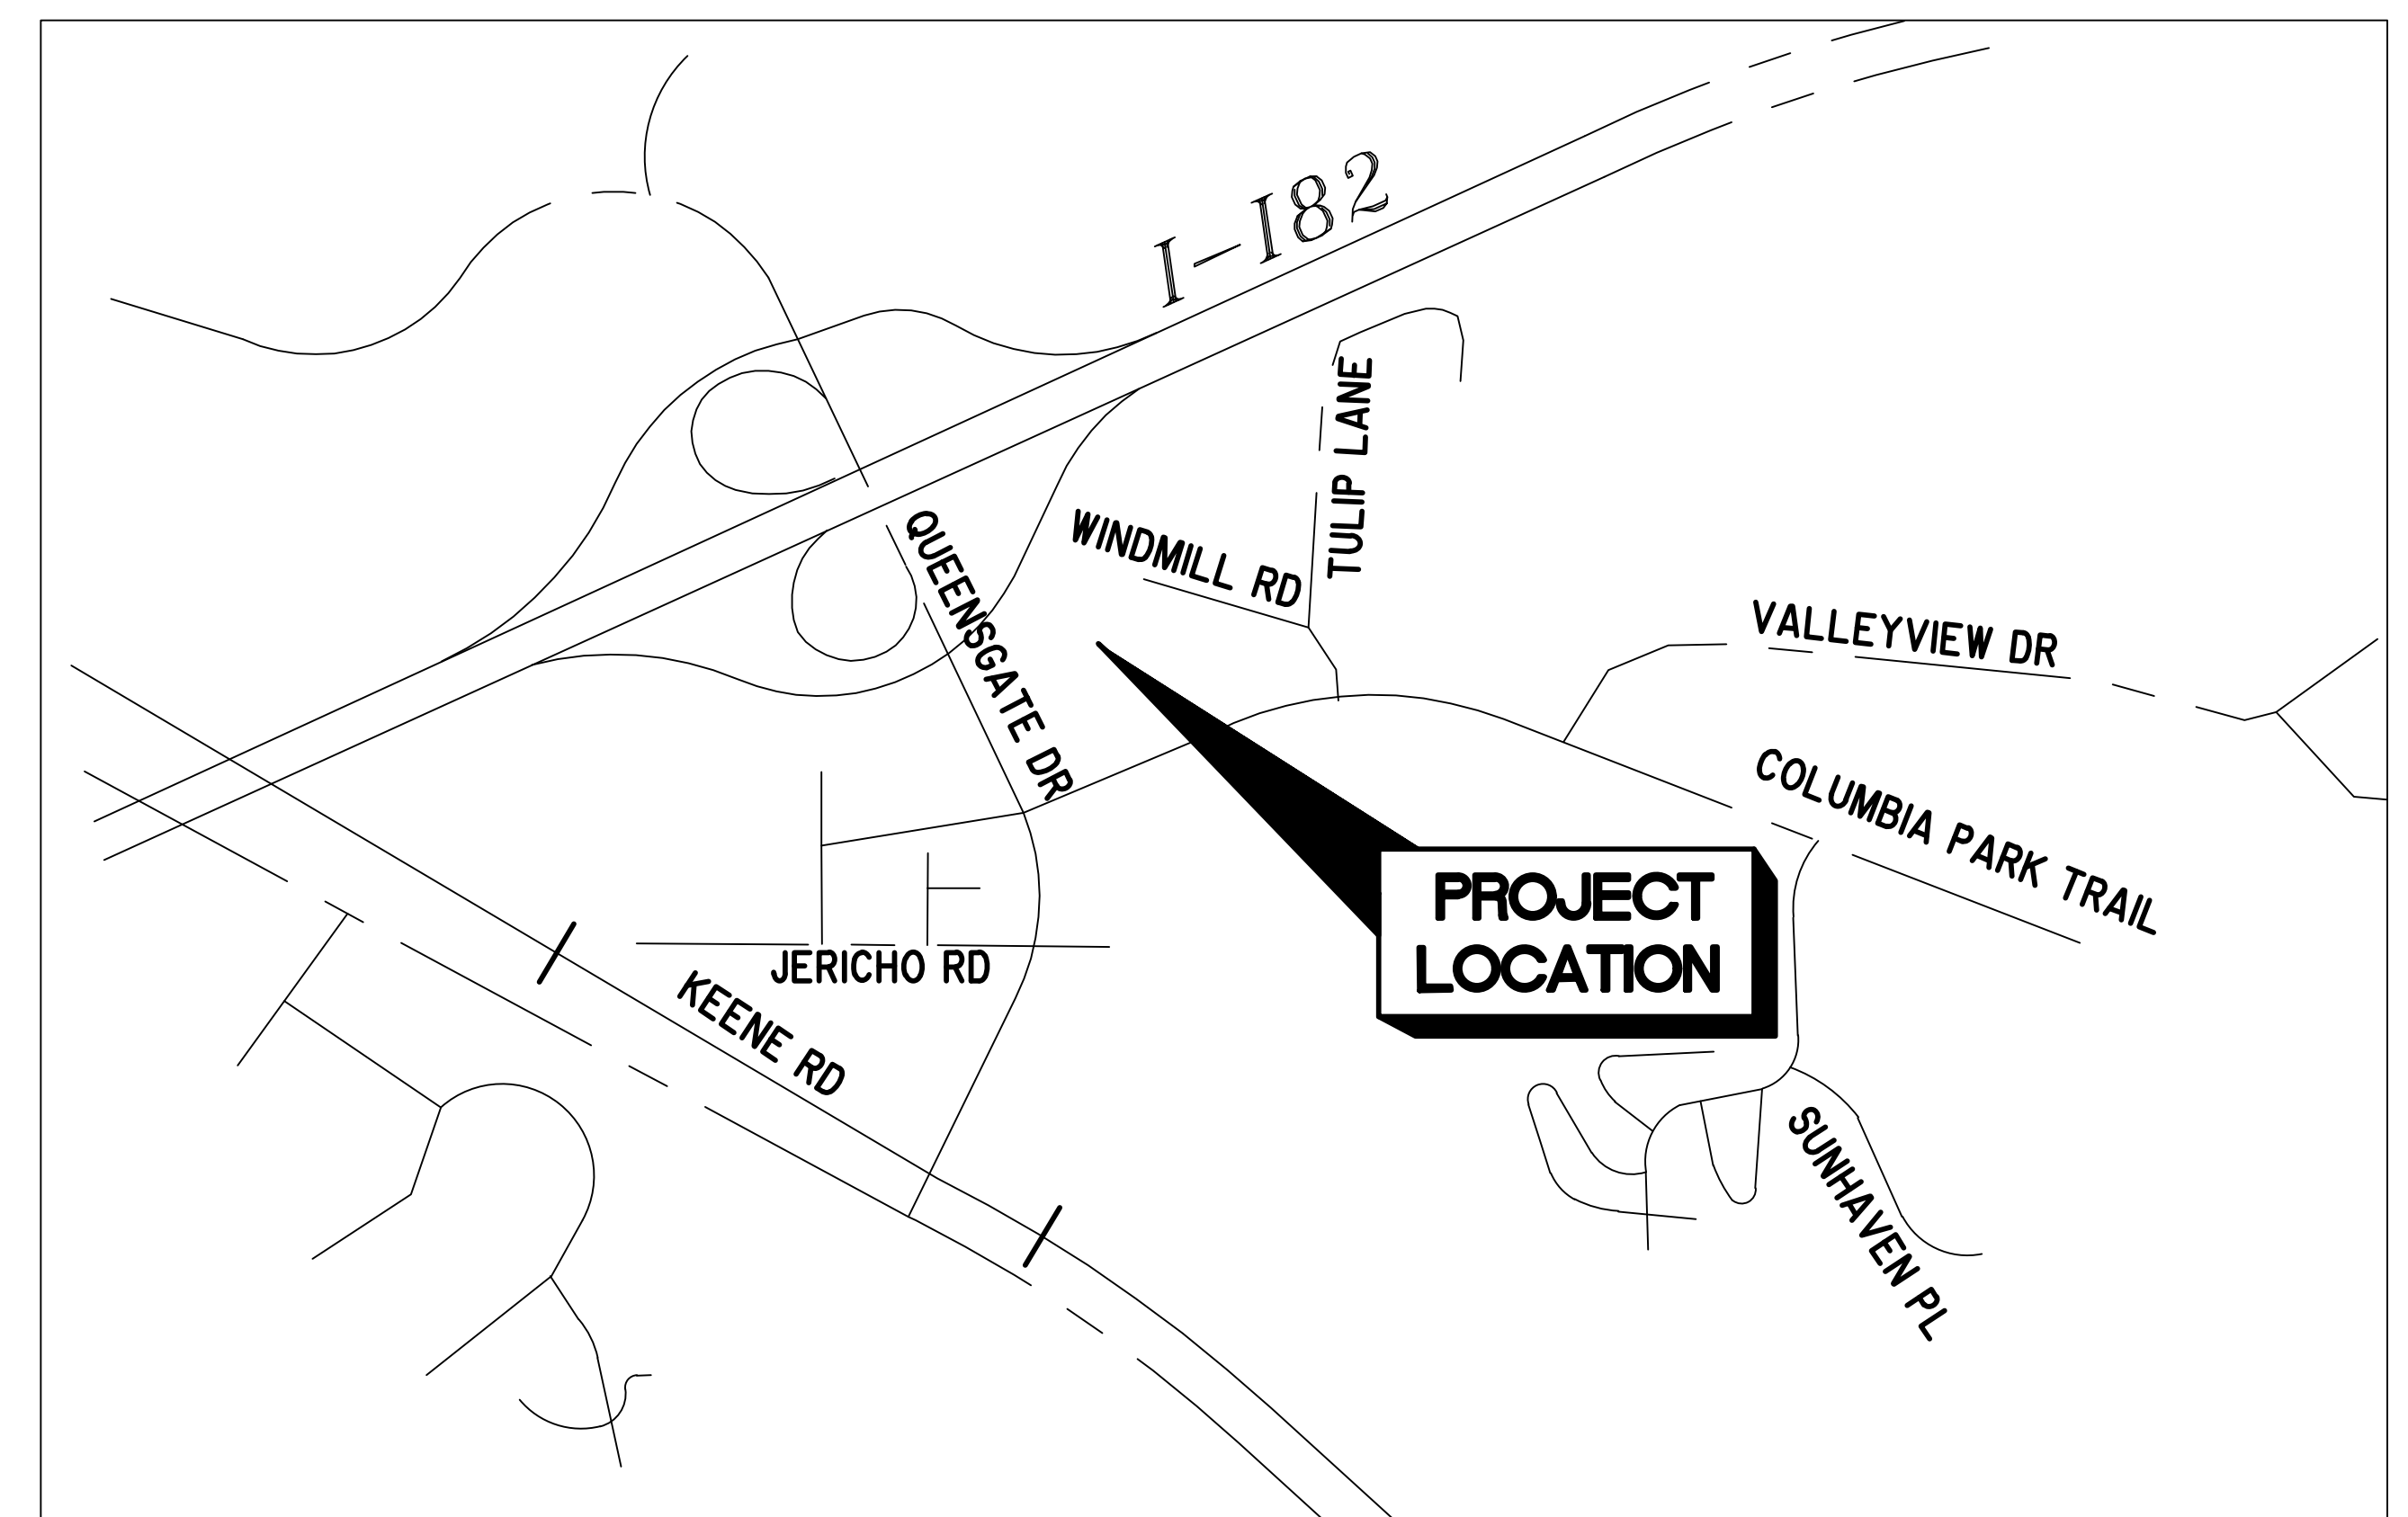 I-182
TULIP LANE
WINDMILL RD
QUEENSGATE DR
VALLEYVIEW DR
COLUMBIA PARK TRAIL
PROJECT
LOCATION
JERICHO RD
KEENE RD
SUNHAVEN PL